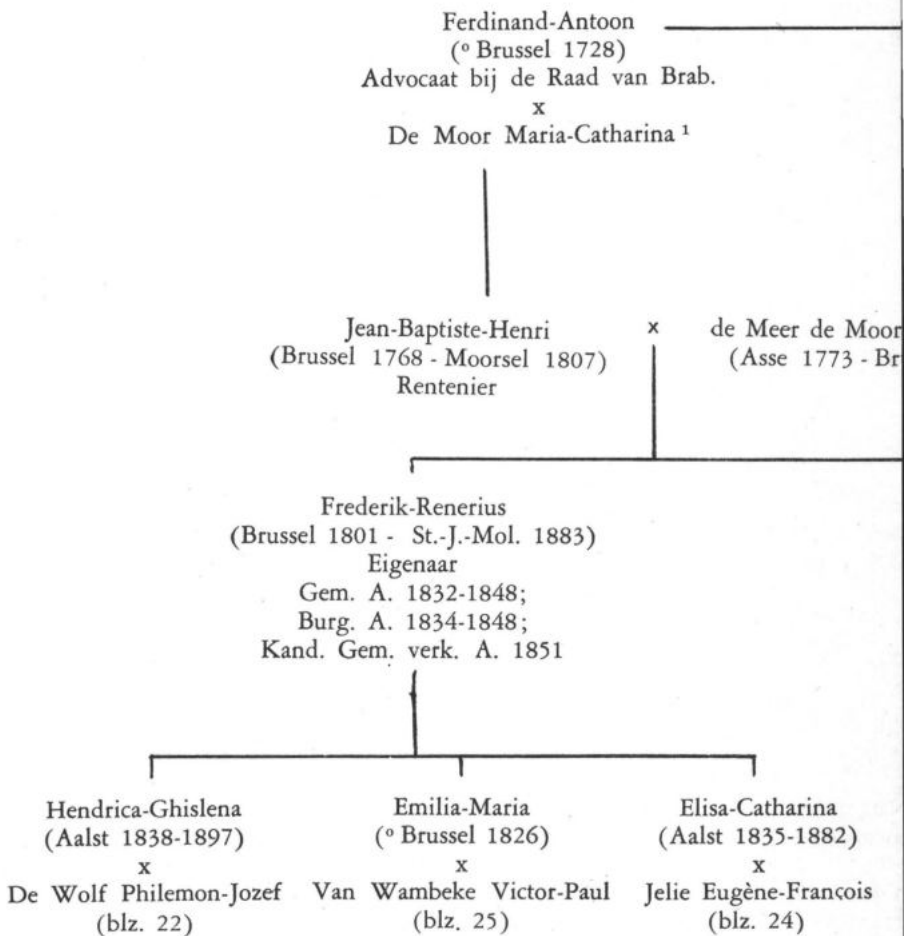 Ferdinand-Antoon
(° Brussel 1728)
Advocaat bij de Raad van Brab.
x
De Moor Maria-Catharina ¹
Jean-Baptiste-Henri x de Meer de Moor
(Brussel 1768 - Moorsel 1807) (Asse 1773 - Br
Rentenier
Frederik-Renerius
(Brussel 1801 - St.-J.-Mol. 1883)
Eigenaar
Gem. A. 1832-1848;
Burg. A. 1834-1848;
Kand. Gem. verk. A. 1851
Hendrica-Ghislena Emilia-Maria Elisa-Catharina
(Aalst 1838-1897) (° Brussel 1826) (Aalst 1835-1882)
x x x
De Wolf Philemon-Jozef Van Wambeke Victor-Paul Jelie Eugène-François
(blz. 22) (blz. 25) (blz. 24)